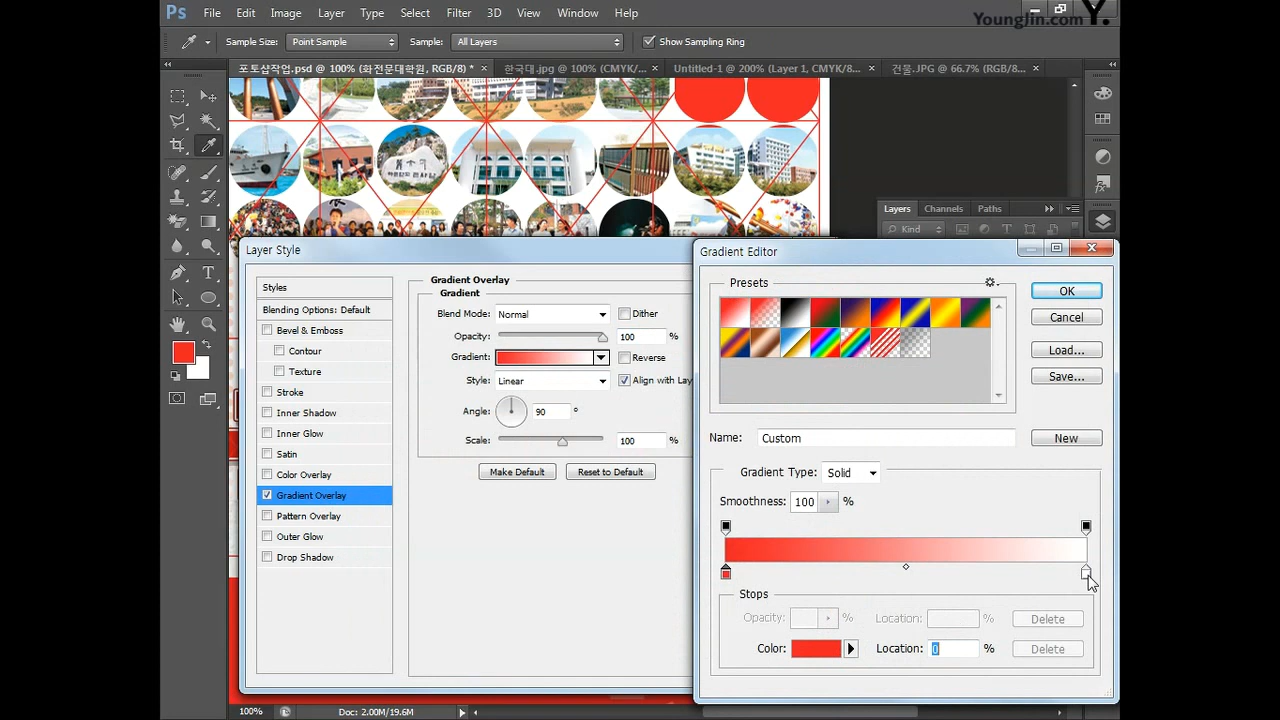 Ps File Edit Image Layer Type Select Filter 3D View Window Help
YoungJin.com Y.
Sample Size: Point Sample Sample: All Layers Show Sampling Ring
포토샵작업.psd @ 100% (화전문대학원, RGB/8) * × 한국대.jpg @ 100% (CMYK/... × Untitled-1 @ 200% (Layer 1, CMYK/8... × 건물.JPG @ 66.7% (RGB/8... ×
Layers Channels Paths
Kind
Layer Style
Styles
Blending Options: Default
Bevel & Emboss
Contour
Texture
Stroke
Inner Shadow
Inner Glow
Satin
Color Overlay
Gradient Overlay
Pattern Overlay
Outer Glow
Drop Shadow
Gradient Overlay
Gradient
Blend Mode: Normal Dither
Opacity: 100 %
Gradient: Reverse
Style: Linear Align with Lay
Angle: 90 °
Scale: 100 %
Make Default Reset to Default
Gradient Editor
Presets
OK
Cancel
Load...
Save...
Name: Custom New
Gradient Type: Solid
Smoothness: 100 %
Stops
Opacity: % Location: % Delete
Color: Location: 0 % Delete
100% Doc: 2.00M/19.6M